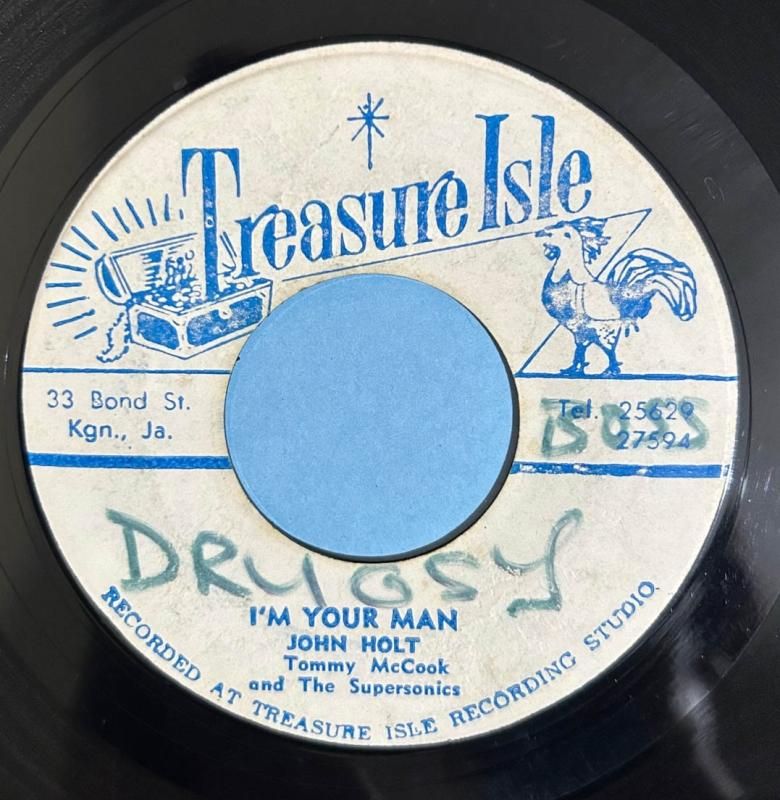 Treasure Isle
33 Bond St.
Kgn., Ja.
Tel. 25629
27594
BOSS
DRUGSY
I'M YOUR MAN
JOHN HOLT
Tommy McCook
and The Supersonics
RECORDED AT TREASURE ISLE RECORDING STUDIO